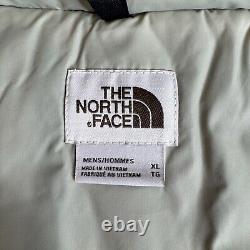 THE
NORTH
FACE
MENS/HOMMES XL
MADE IN VIETNAM TG
FABRIQUÉ AU VIETNAM